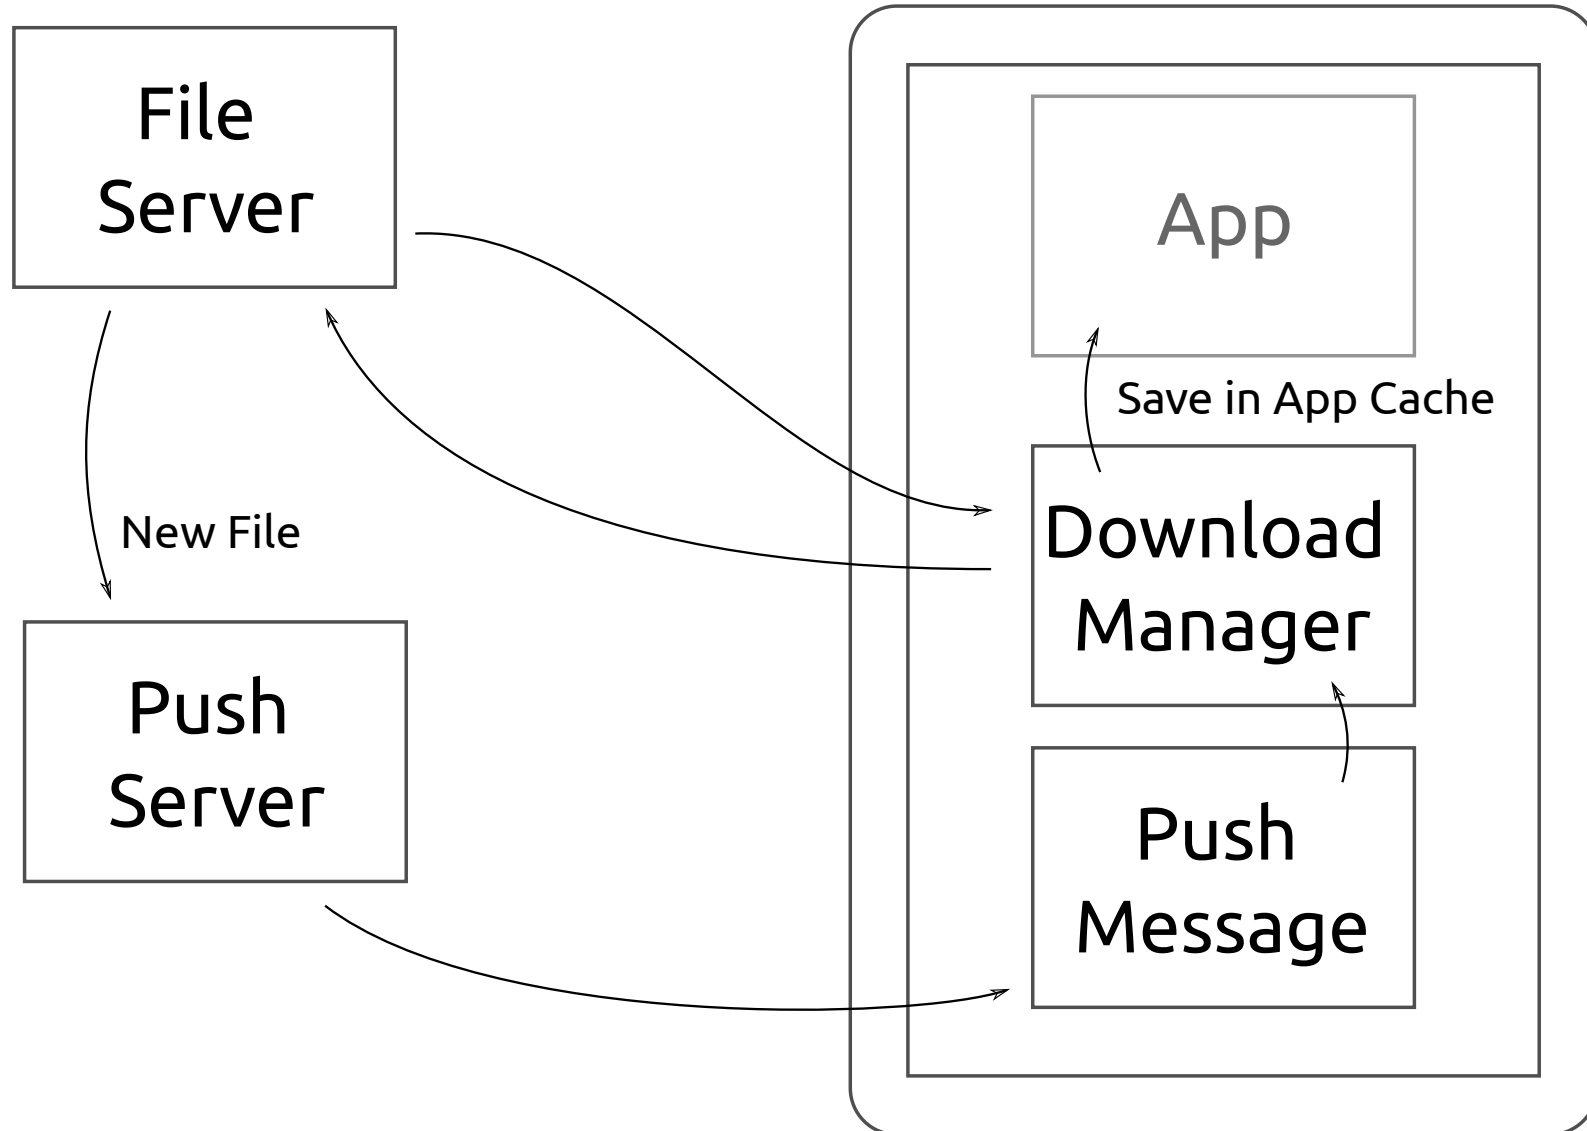 File
Server
New File
Push
Server
App
Save in App Cache
Download
Manager
Push
Message